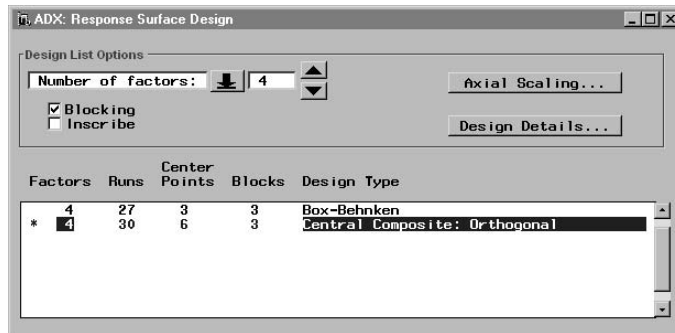 ADX: Response Surface Design
Design List Options
Number of factors: 4
Axial Scaling...
Blocking
Inscribe
Design Details...
Center
Factors Runs Points Blocks Design Type
4 27 3 3 Box-Behnken
* 4 30 6 3 Central Composite: Orthogonal